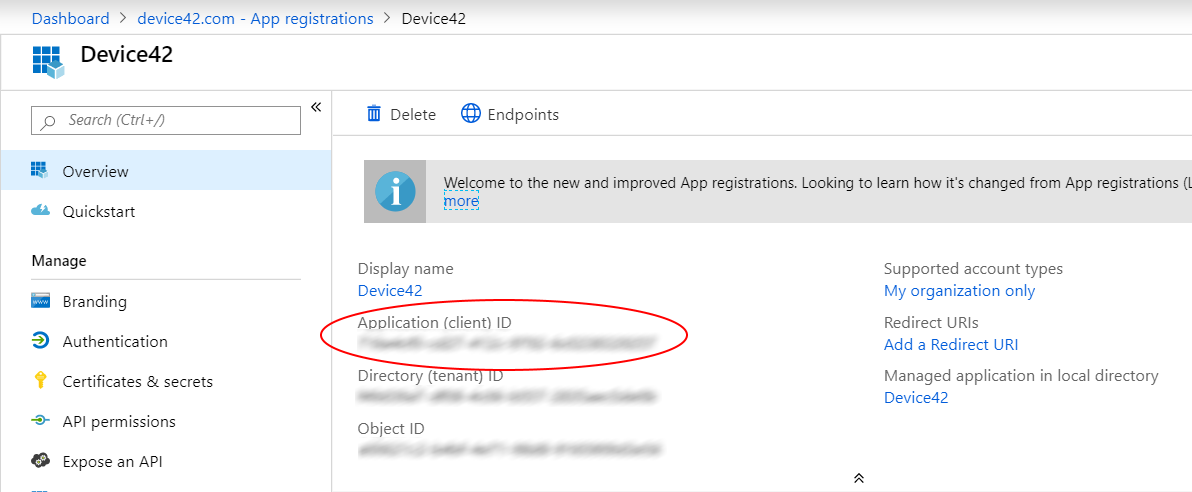 Dashboard > device42.com - App registrations > Device42
Device42
Search (Ctrl+/)
Overview
Quickstart
Manage
Branding
Authentication
Certificates & secrets
API permissions
Expose an API
Delete
Endpoints
Welcome to the new and improved App registrations. Looking to learn how it's changed from App registrations (L
more
Display name
Device42
Application (client) ID
Directory (tenant) ID
Object ID
Supported account types
My organization only
Redirect URIs
Add a Redirect URI
Managed application in local directory
Device42